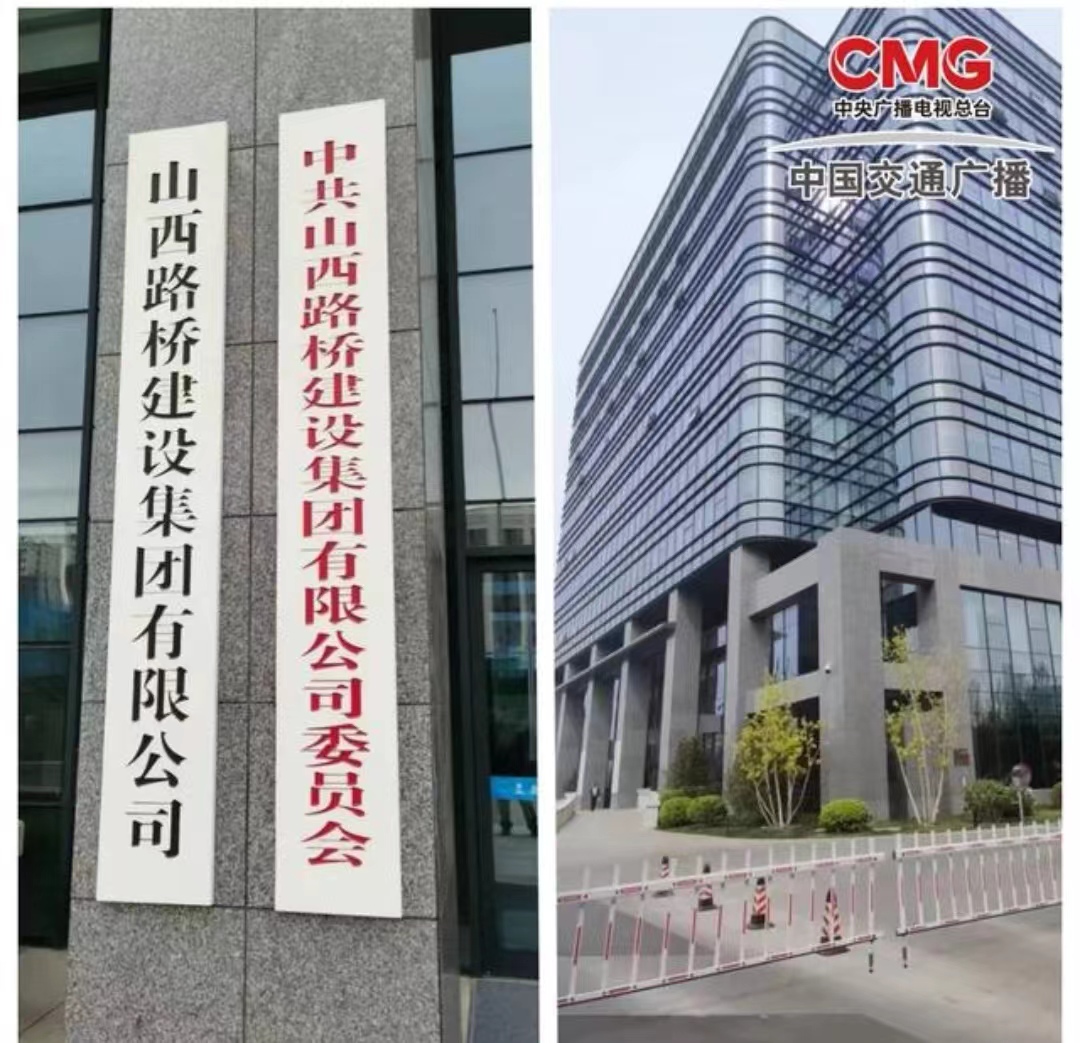 山西路桥建设集团有限公司
中共山西路桥建设集团有限公司委员会
CMG
中央广播电视总台
中国交通广播